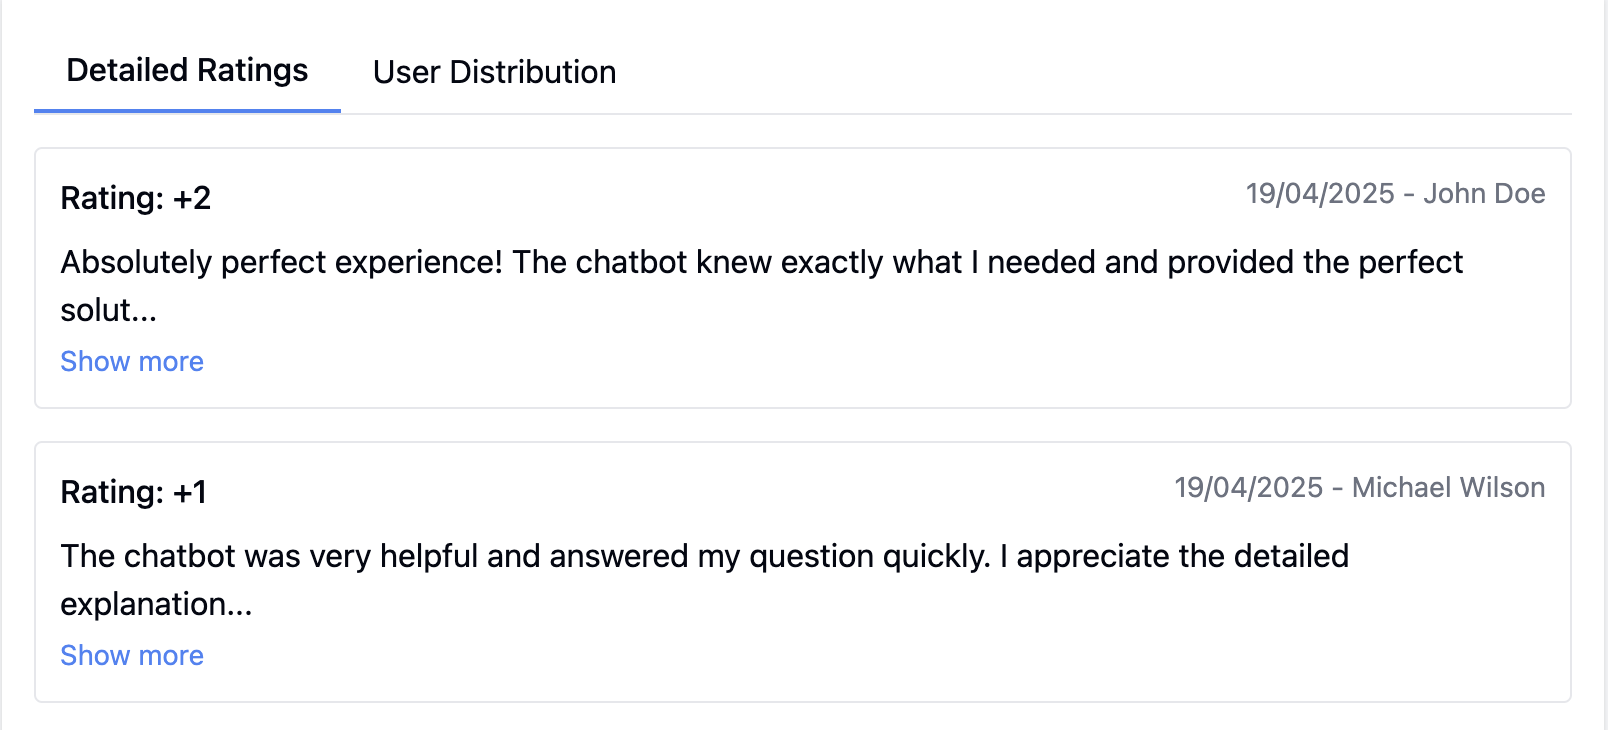 Detailed Ratings
User Distribution
Rating: +2
19/04/2025 - John Doe
Absolutely perfect experience! The chatbot knew exactly what I needed and provided the perfect
solut...
Show more
Rating: +1
19/04/2025 - Michael Wilson
The chatbot was very helpful and answered my question quickly. I appreciate the detailed
explanation...
Show more